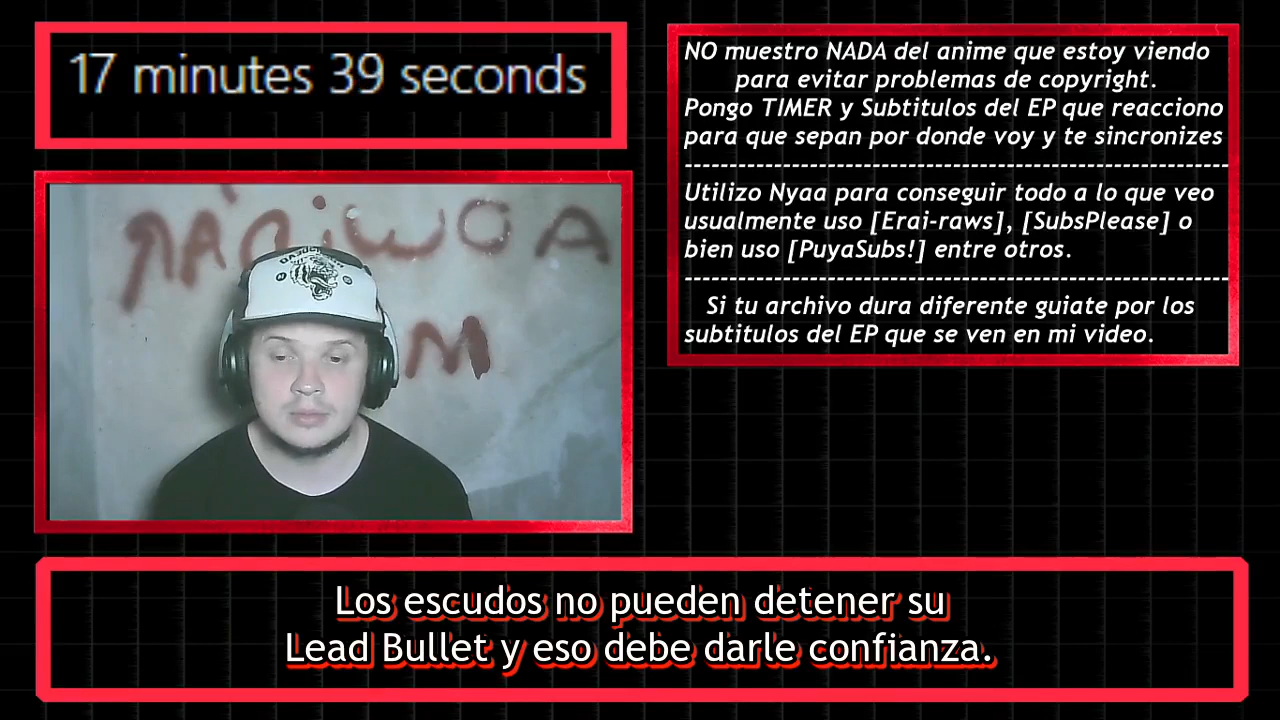 17 minutes 39 seconds
NO muestro NADA del anime que estoy viendo
para evitar problemas de copyright.
Pongo TIMER y Subtitulos del EP que reacciono
para que sepan por donde voy y te sincronizes
Utilizo Nyaa para conseguir todo a lo que veo
usualmente uso [Erai-raws], [SubsPlease] o
bien uso [PuyaSubs!] entre otros.
Si tu archivo dura diferente guiate por los
subtitulos del EP que se ven en mi video.
Los escudos no pueden detener su
Lead Bullet y eso debe darle confianza.